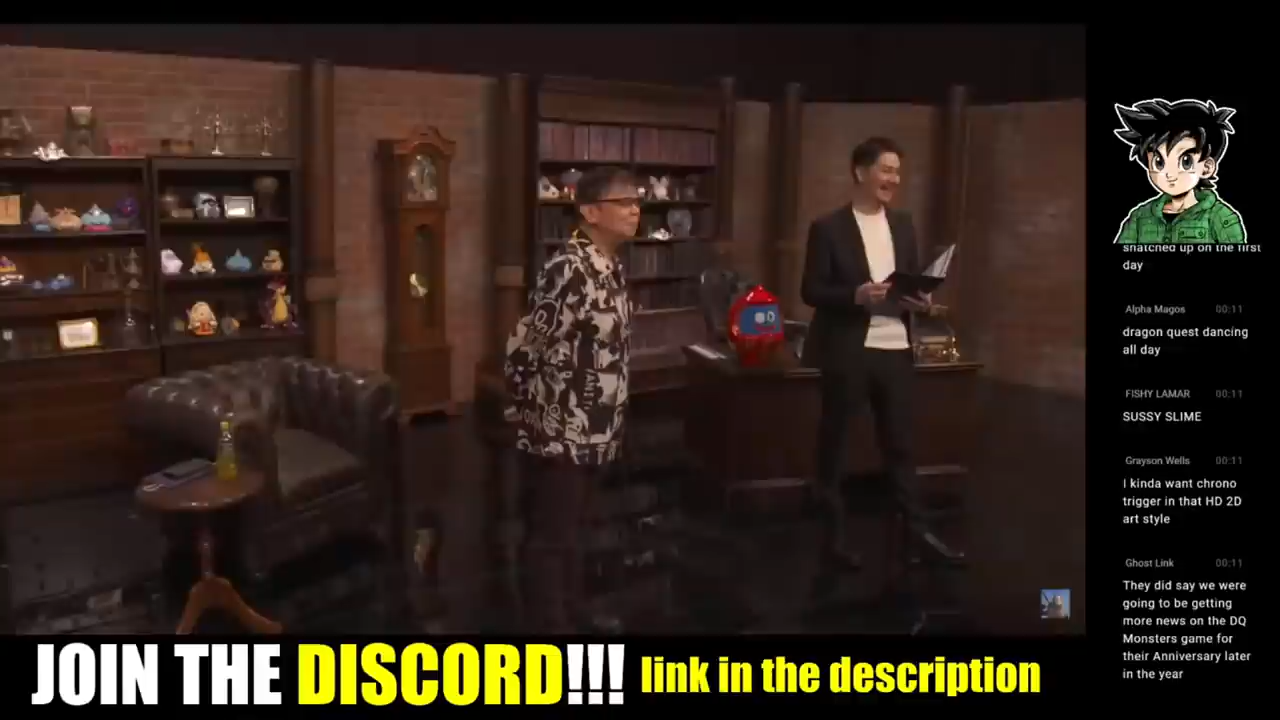 snatched up on the first
day
Alpha Magos 00:11
dragon quest dancing
all day
FISHY LAMAR 00:11
SUSSY SLIME
Grayson Wells 00:11
I kinda want chrono
trigger in that HD 2D
art style
Ghost Link 00:11
They did say we were
going to be getting
more news on the DQ
Monsters game for
their Anniversary later
in the year
JOIN THE DISCORD!!! link in the description